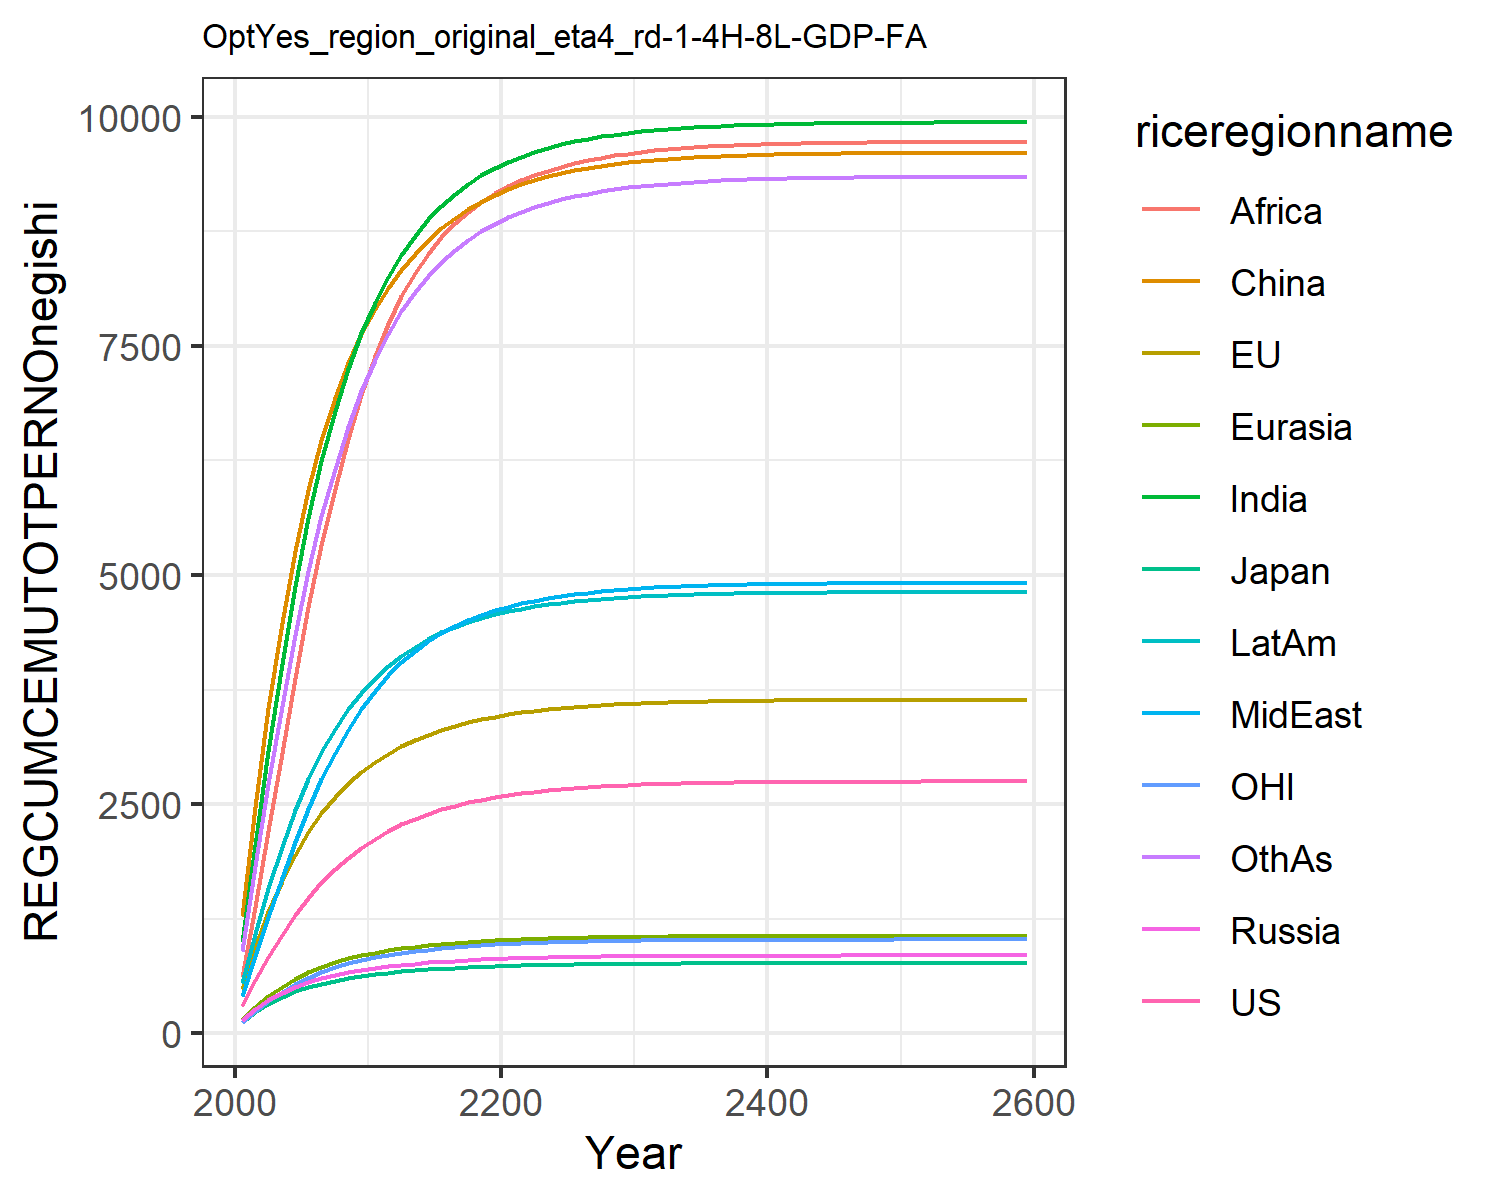 OptYes_region_original_eta4_rd-1-4H-8L-GDP-FA
REGCUMCEMUTOTPERNOnegishi
10000
7500
5000
2500
0
2000 2200 2400 2600
Year
riceregionname
Africa
China
EU
Eurasia
India
Japan
LatAm
MidEast
OHI
OthAs
Russia
US